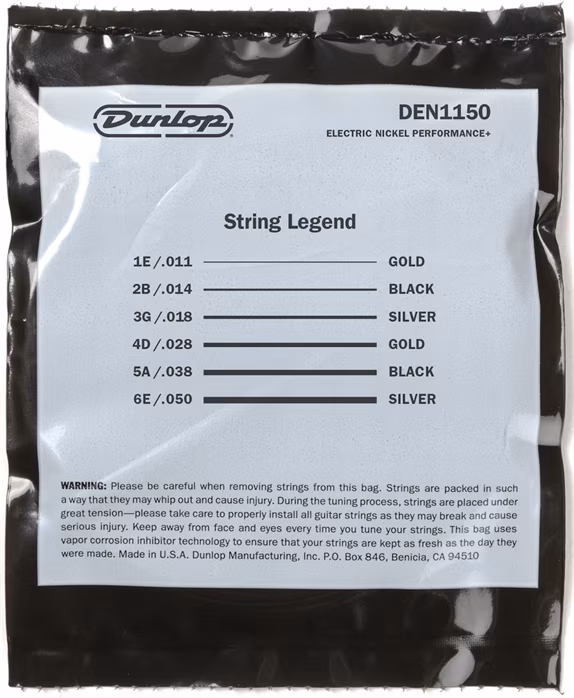 Dunlop®
DEN1150
ELECTRIC NICKEL PERFORMANCE+
String Legend
1E/.011 GOLD
2B/.014 BLACK
3G/.018 SILVER
4D/.028 GOLD
5A/.038 BLACK
6E/.050 SILVER
WARNING: Please be careful when removing strings from this bag. Strings are packed in such
a way that they may whip out and cause injury. During the tuning process, strings are placed under
great tension—please take care to properly install all guitar strings as they may break and cause
serious injury. Keep away from face and eyes every time you tune your strings. This bag uses
vapor corrosion inhibitor technology to ensure that your strings are kept as fresh as the day they
were made. Made in U.S.A. Dunlop Manufacturing, Inc. P.O. Box 846, Benicia, CA 94510